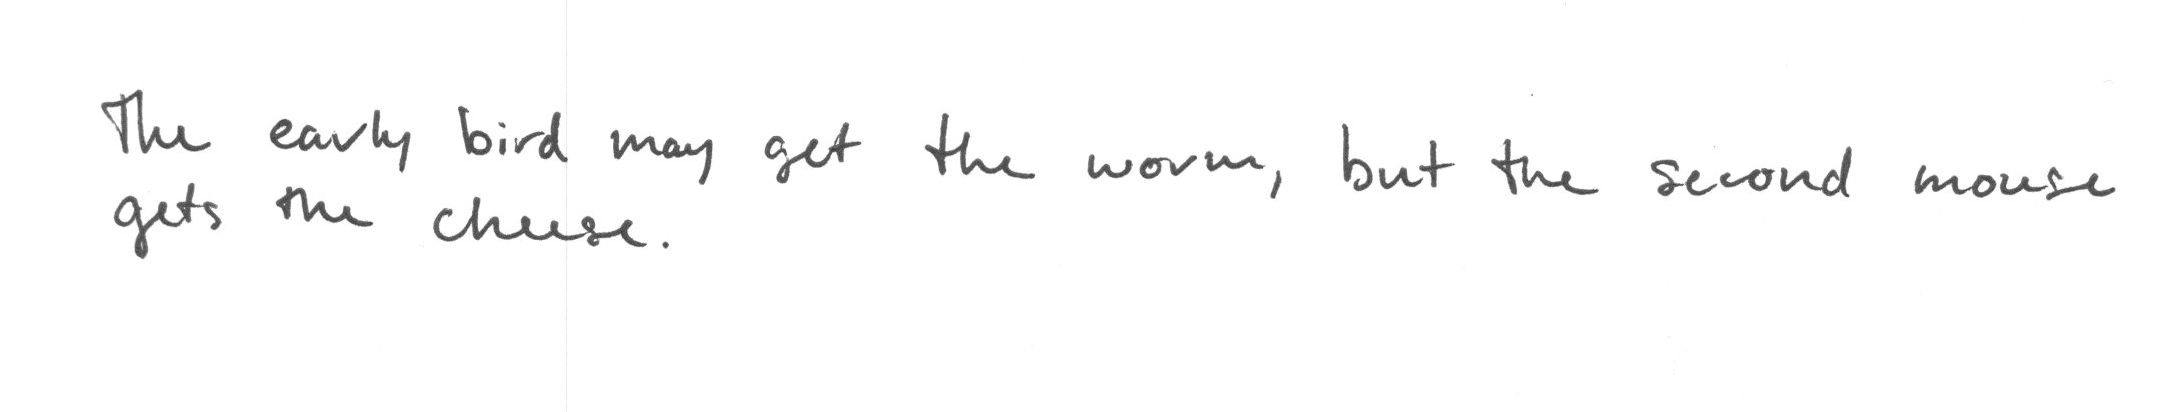 The early bird may get the worm, but the second mouse
gets the cheese.